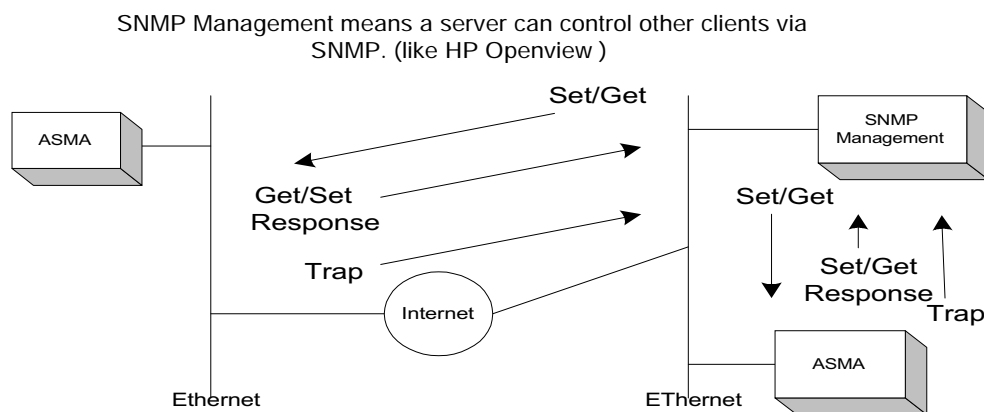 SNMP Management means a server can control other clients via
SNMP. (like HP Openview )
Set/Get
ASMA
SNMP
Management
Get/Set
Response
Set/Get
Trap
Set/Get
Response
Trap
Internet
ASMA
Ethernet
EThernet